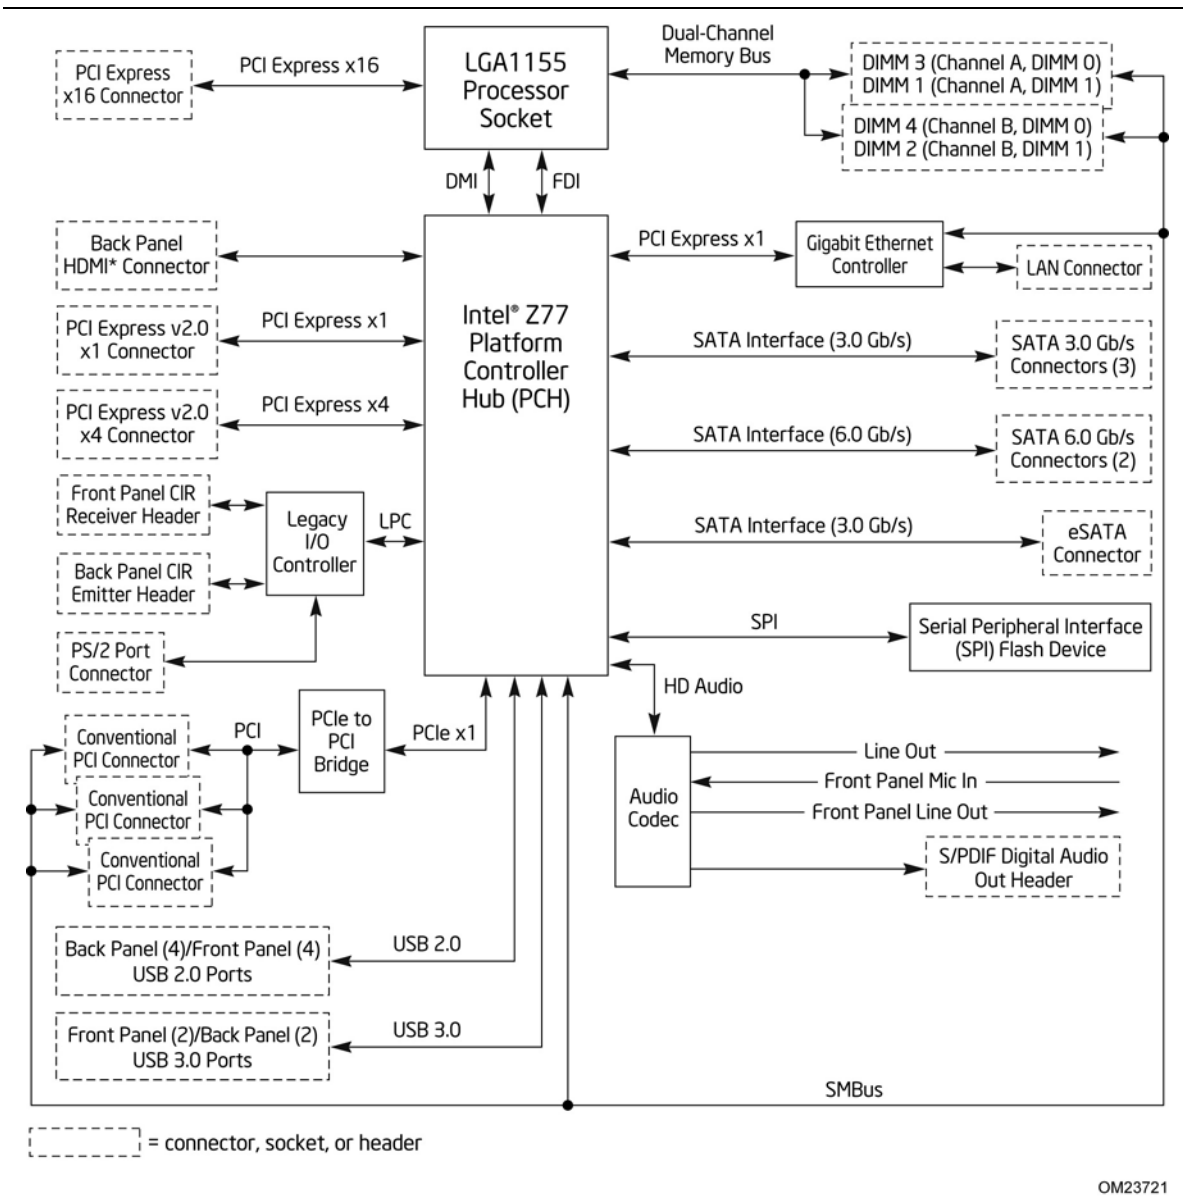 PCI Express
x16 Connector
PCI Express x16
LGA1155
Processor
Socket
Dual-Channel
Memory Bus
DIMM 3 (Channel A, DIMM 0)
DIMM 1 (Channel A, DIMM 1)
DIMM 4 (Channel B, DIMM 0)
DIMM 2 (Channel B, DIMM 1)
DMI
FDI
Back Panel
HDMI* Connector
PCI Express v2.0
x1 Connector
PCI Express x1
PCI Express v2.0
x4 Connector
PCI Express x4
Front Panel CIR
Receiver Header
Back Panel CIR
Emitter Header
Legacy
I/O
Controller
LPC
PS/2 Port
Connector
Intel® Z77
Platform
Controller
Hub (PCH)
PCI Express x1
Gigabit Ethernet
Controller
LAN Connector
SATA Interface (3.0 Gb/s)
SATA 3.0 Gb/s
Connectors (3)
SATA Interface (6.0 Gb/s)
SATA 6.0 Gb/s
Connectors (2)
SATA Interface (3.0 Gb/s)
eSATA
Connector
SPI
Serial Peripheral Interface
(SPI) Flash Device
HD Audio
Conventional
PCI Connector
PCI
PCIe to
PCI
Bridge
PCIe x1
Conventional
PCI Connector
Conventional
PCI Connector
Audio
Codec
Line Out
Front Panel Mic In
Front Panel Line Out
S/PDIF Digital Audio
Out Header
Back Panel (4)/Front Panel (4)
USB 2.0 Ports
USB 2.0
Front Panel (2)/Back Panel (2)
USB 3.0 Ports
USB 3.0
SMBus
= connector, socket, or header
OM23721